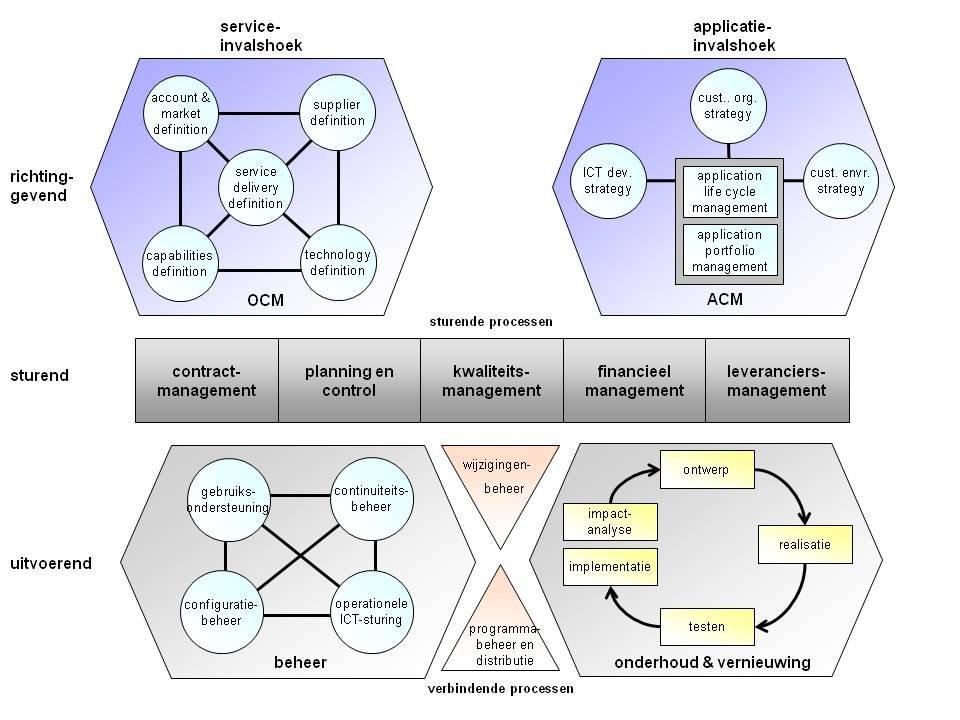 service-
invalshoek
applicatie-
invalshoek
richting-
gevend
account &
market
definition
supplier
definition
service
delivery
definition
capabilities
definition
technology
definition
OCM
cust.. org.
strategy
ICT dev.
strategy
application
life cycle
management
cust. envr.
strategy
application
portfolio
management
ACM
sturende processen
sturend
contract-
management
planning en
control
kwaliteits-
management
financieel
management
leveranciers-
management
uitvoerend
gebruiks-
ondersteuning
continuiteits-
beheer
configuratie-
beheer
operationele
ICT-sturing
beheer
wijzigingen-
beheer
programma-
beheer en
distributie
ontwerp
impact-
analyse
realisatie
implementatie
testen
onderhoud & vernieuwing
verbindende processen